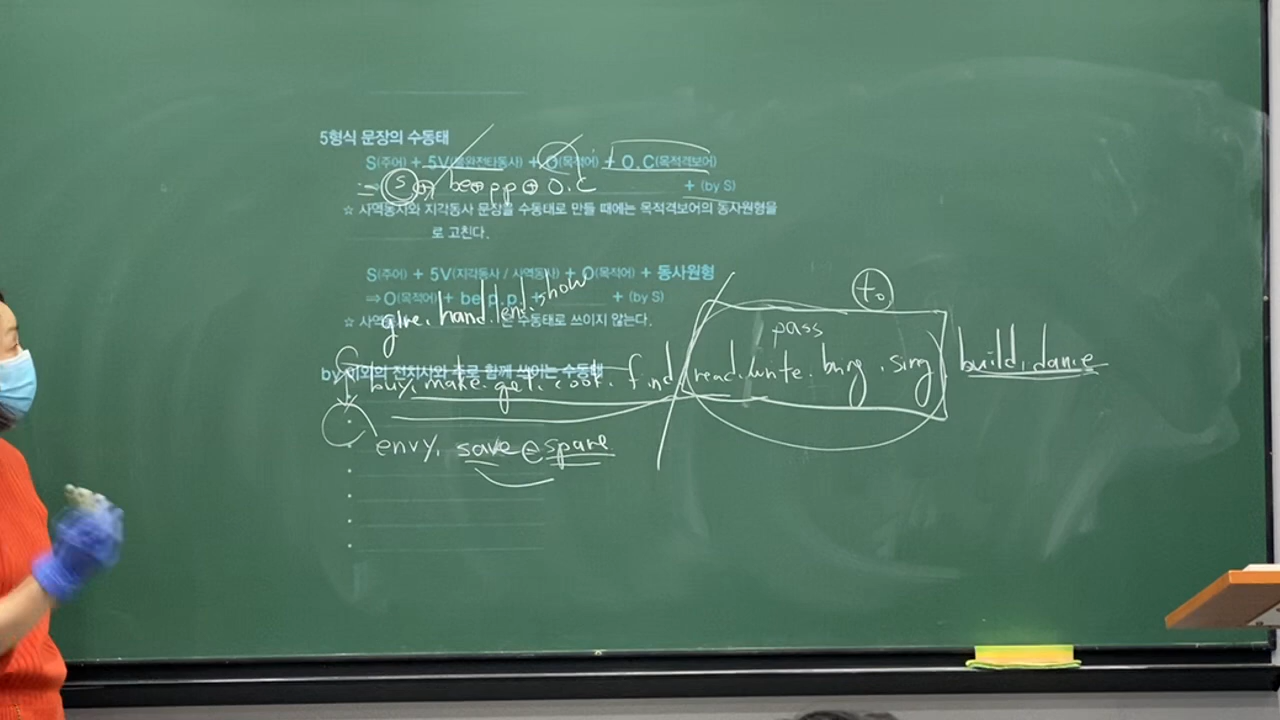 5형식 문장의 수동태
S(주어) + 5V(불완전타동사) + O(목적어) + O.C(목적격보어)
= S be + p.p + O.C + (by S)
☆ 사역동사와 지각동사 문장을 수동태로 만들 때에는 목적격보어의 동사원형을
로 고친다.
S(주어) + 5V(지각동사 / 사역동사) + O(목적어) + 동사원형
⇒ O(목적어) + be p.p. + + (by S)
give. hand. lend. show
☆ 수동태로 쓰이지 않는다.
to
pass
by 이외의 전치사와 주로 함께 쓰이는 수동태
buy, make. get. cook. find (read. write. bring. sing) build, dance
envy, save = spare